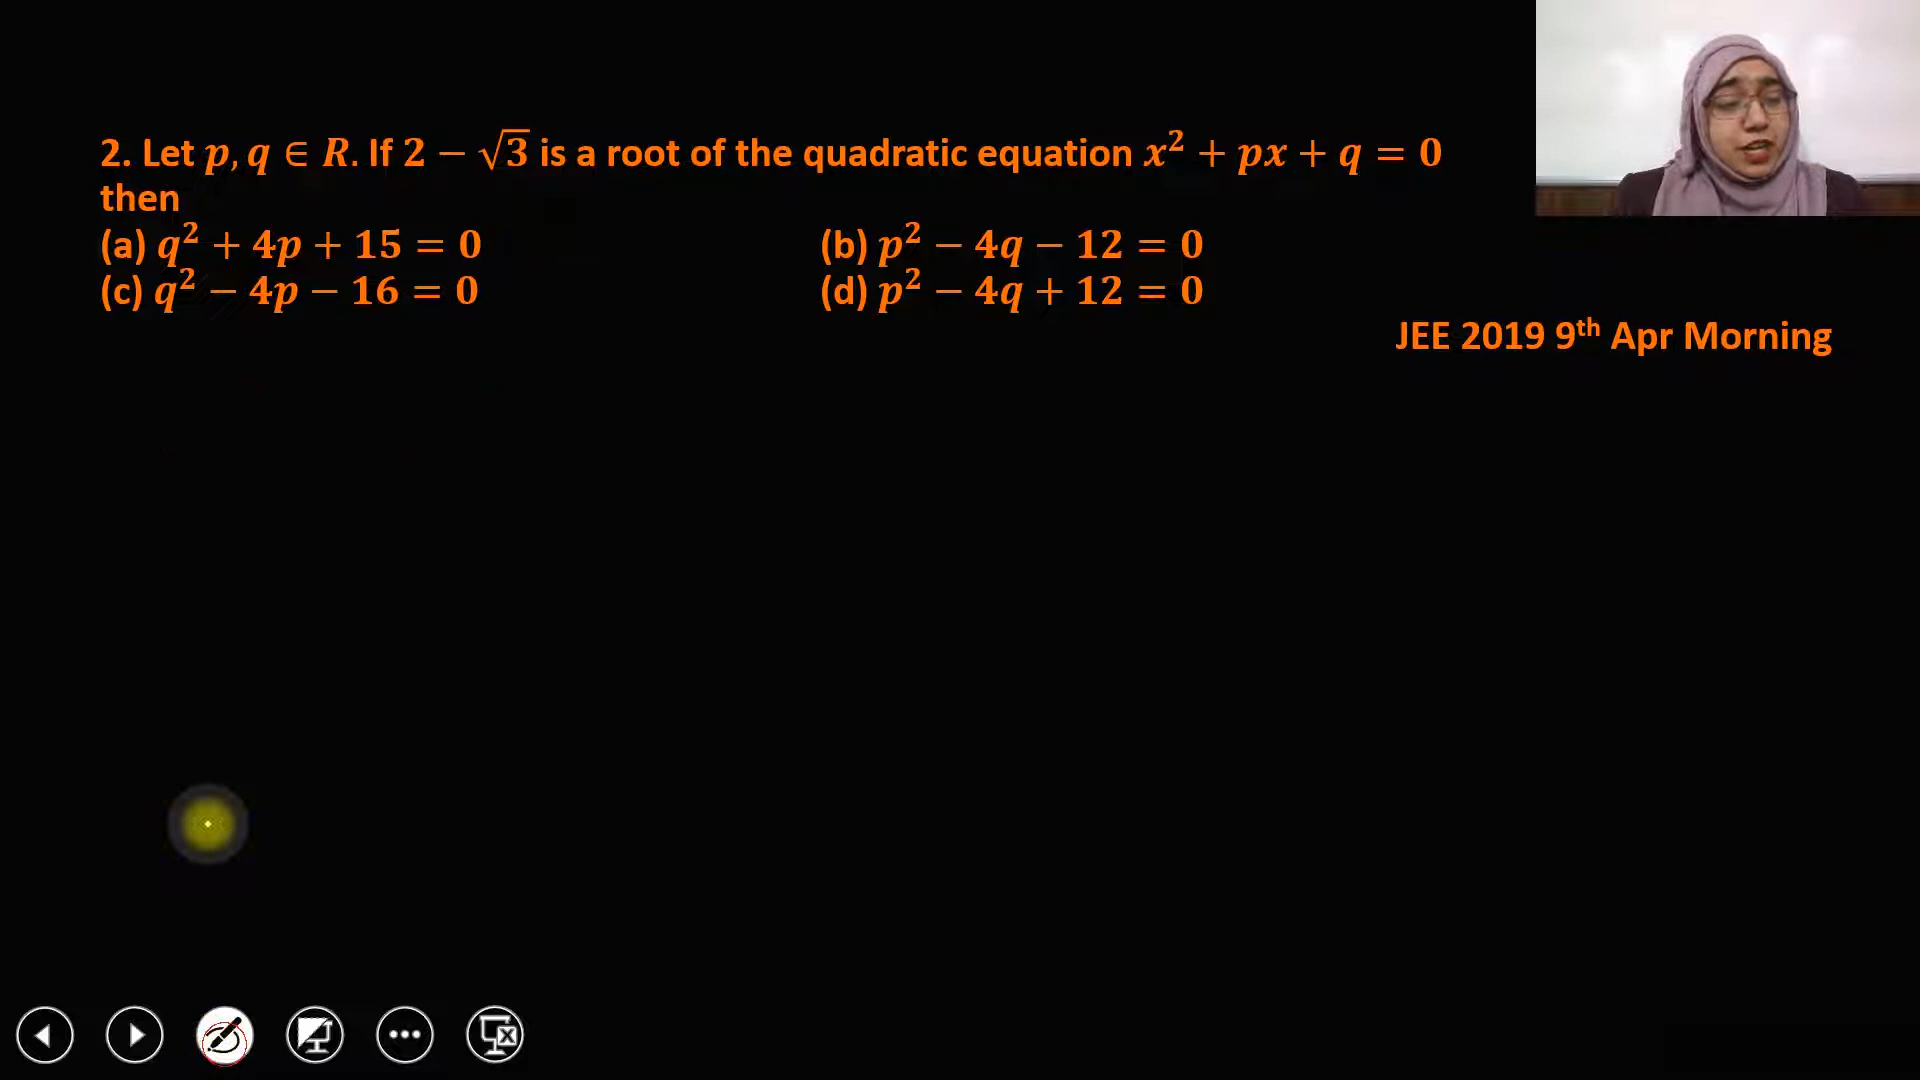 2. Let p, q ∈ R. If 2 − √3 is a root of the quadratic equation x² + px + q = 0
then
(a) q² + 4p + 15 = 0 (b) p² − 4q − 12 = 0
(c) q² − 4p − 16 = 0 (d) p² − 4q + 12 = 0
JEE 2019 9th Apr Morning